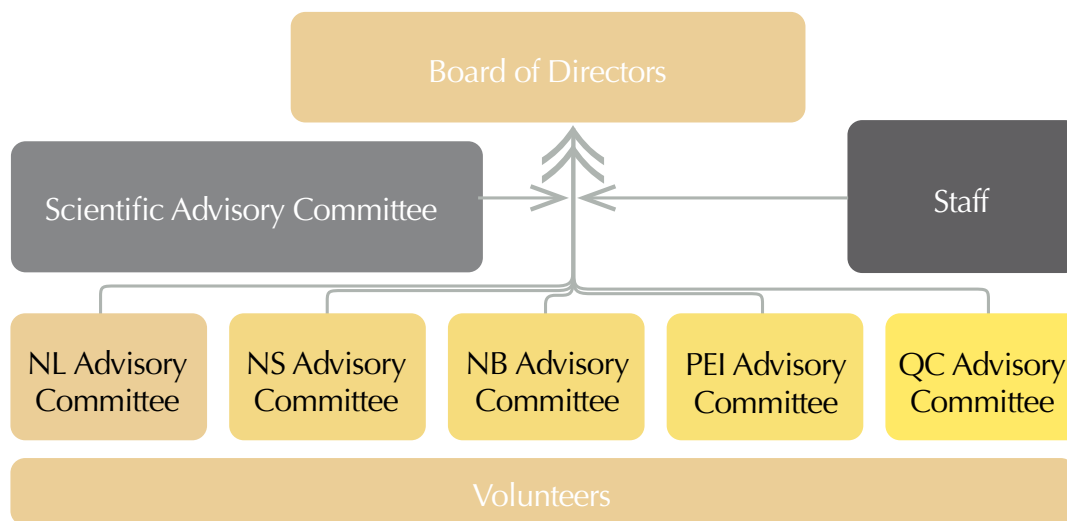 Board of Directors
Scientific Advisory Committee
Staff
NL Advisory
Committee
NS Advisory
Committee
NB Advisory
Committee
PEI Advisory
Committee
QC Advisory
Committee
Volunteers